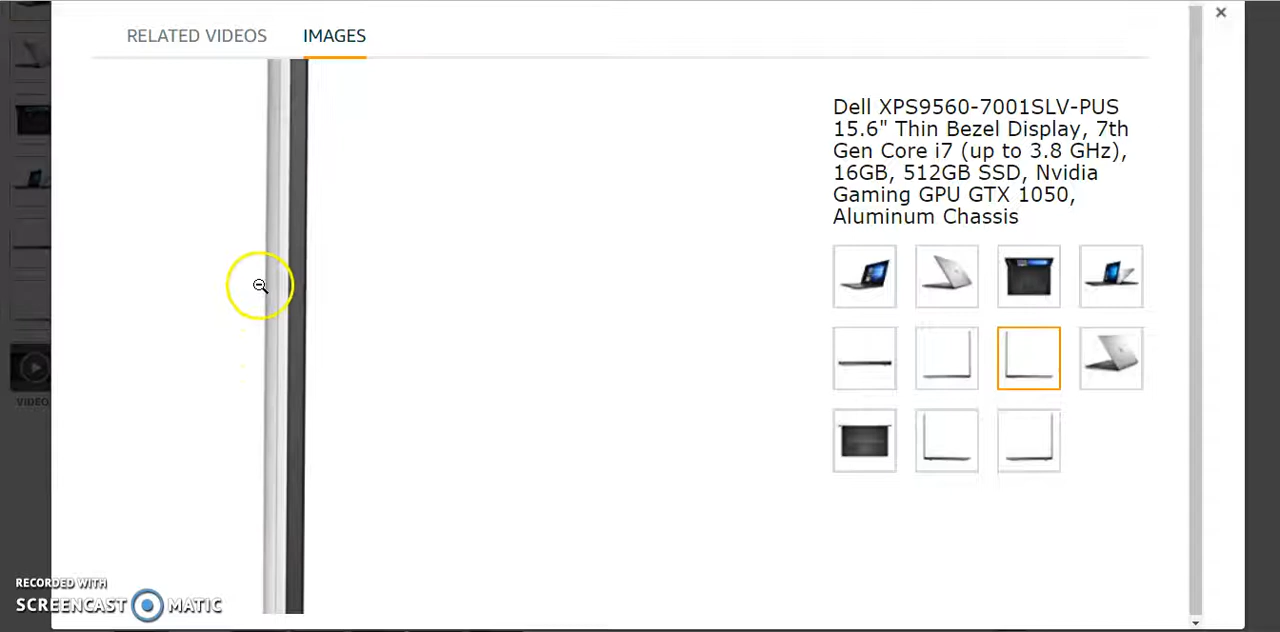 RELATED VIDEOS
IMAGES
Dell XPS9560-7001SLV-PUS
15.6" Thin Bezel Display, 7th
Gen Core i7 (up to 3.8 GHz),
16GB, 512GB SSD, Nvidia
Gaming GPU GTX 1050,
Aluminum Chassis
VIDEO
RECORDED WITH
SCREENCAST MATIC